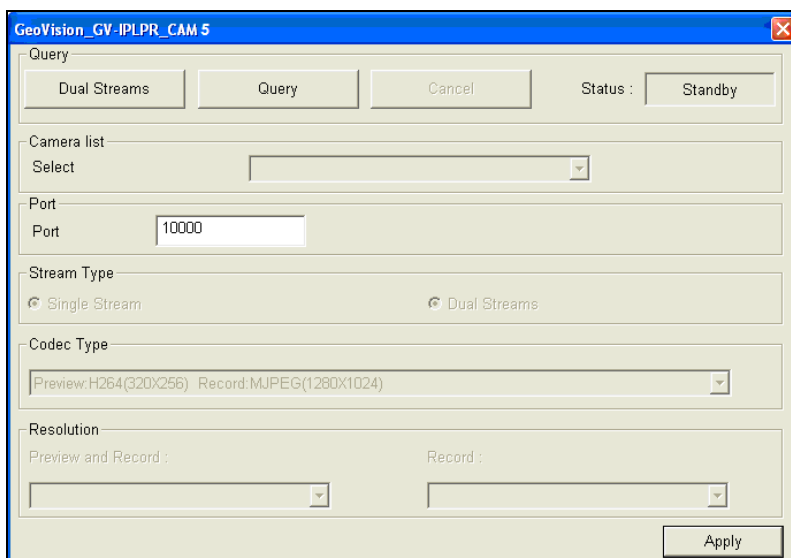 GeoVision_GV-IPLPR_CAM 5
Query
Dual Streams Query Cancel Status : Standby
Camera list
Select
Port
Port 10000
Stream Type
Single Stream Dual Streams
Codec Type
Preview:H264(320X256) Record:MJPEG(1280X1024)
Resolution
Preview and Record : Record :
Apply